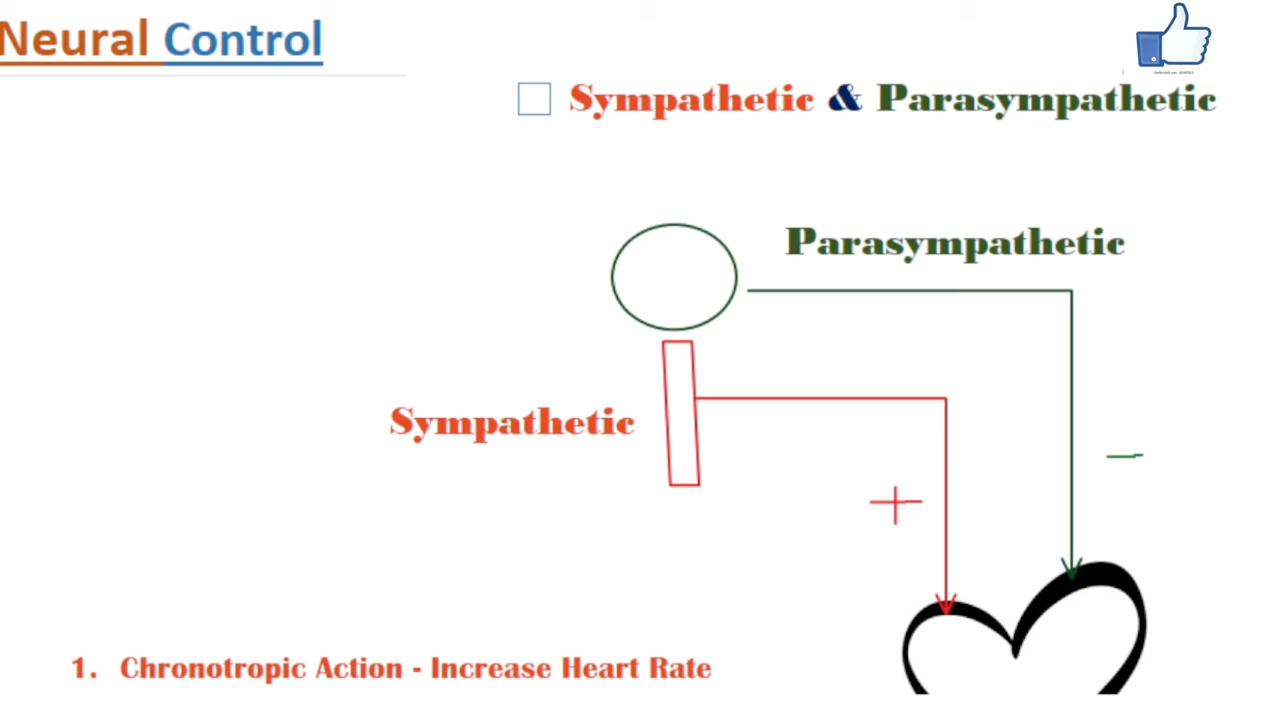 Neural Control
Sympathetic & Parasympathetic
Parasympathetic
Sympathetic
+
−
1. Chronotropic Action - Increase Heart Rate